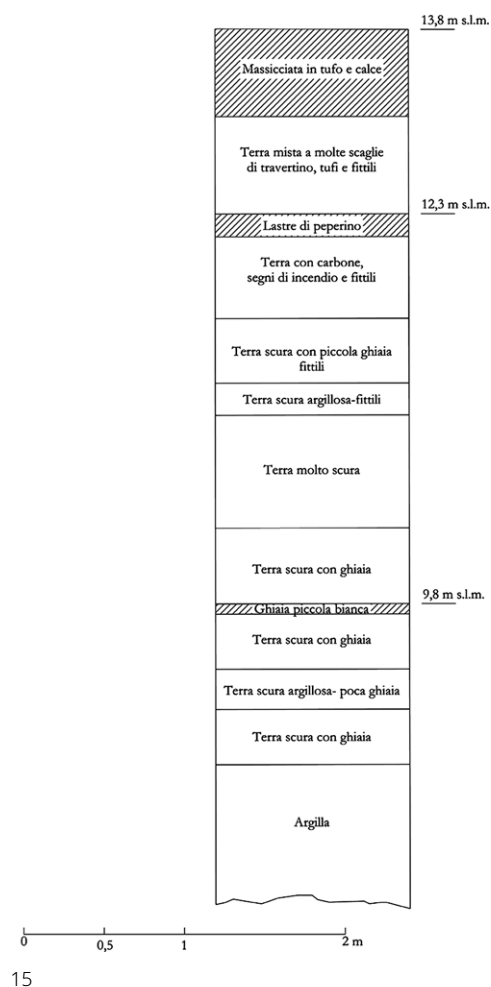 13,8 m s.l.m.
Massicciata in tufo e calce
Terra mista a molte scaglie
di travertino, tufi e fittili
12,3 m s.l.m.
Lastre di peperino
Terra con carbone,
segni di incendio e fittili
Terra scura con piccola ghiaia
fittili
Terra scura argillosa-fittili
Terra molto scura
Terra scura con ghiaia
9,8 m s.l.m.
Ghiaia piccola bianca
Terra scura con ghiaia
Terra scura argillosa- poca ghiaia
Terra scura con ghiaia
Argilla
0 0,5 1 2 m
15